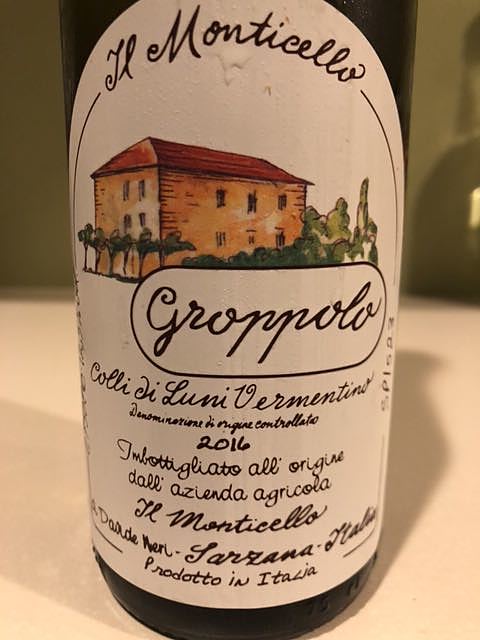 Il Monticello
Groppolo
Colli di Luni Vermentino
Denominazione di origine controllata
2016
Imbottigliato all' origine
dall' azienda agricola
Il Monticello
Davide Neri - Sarzana - Italia
Prodotto in Italia